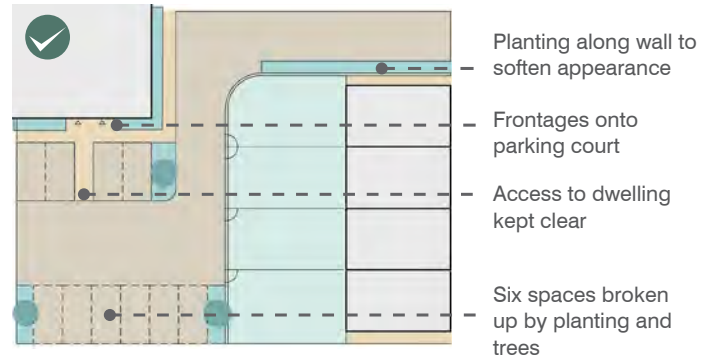 Planting along wall to
soften appearance
Frontages onto
parking court
Access to dwelling
kept clear
Six spaces broken
up by planting and
trees